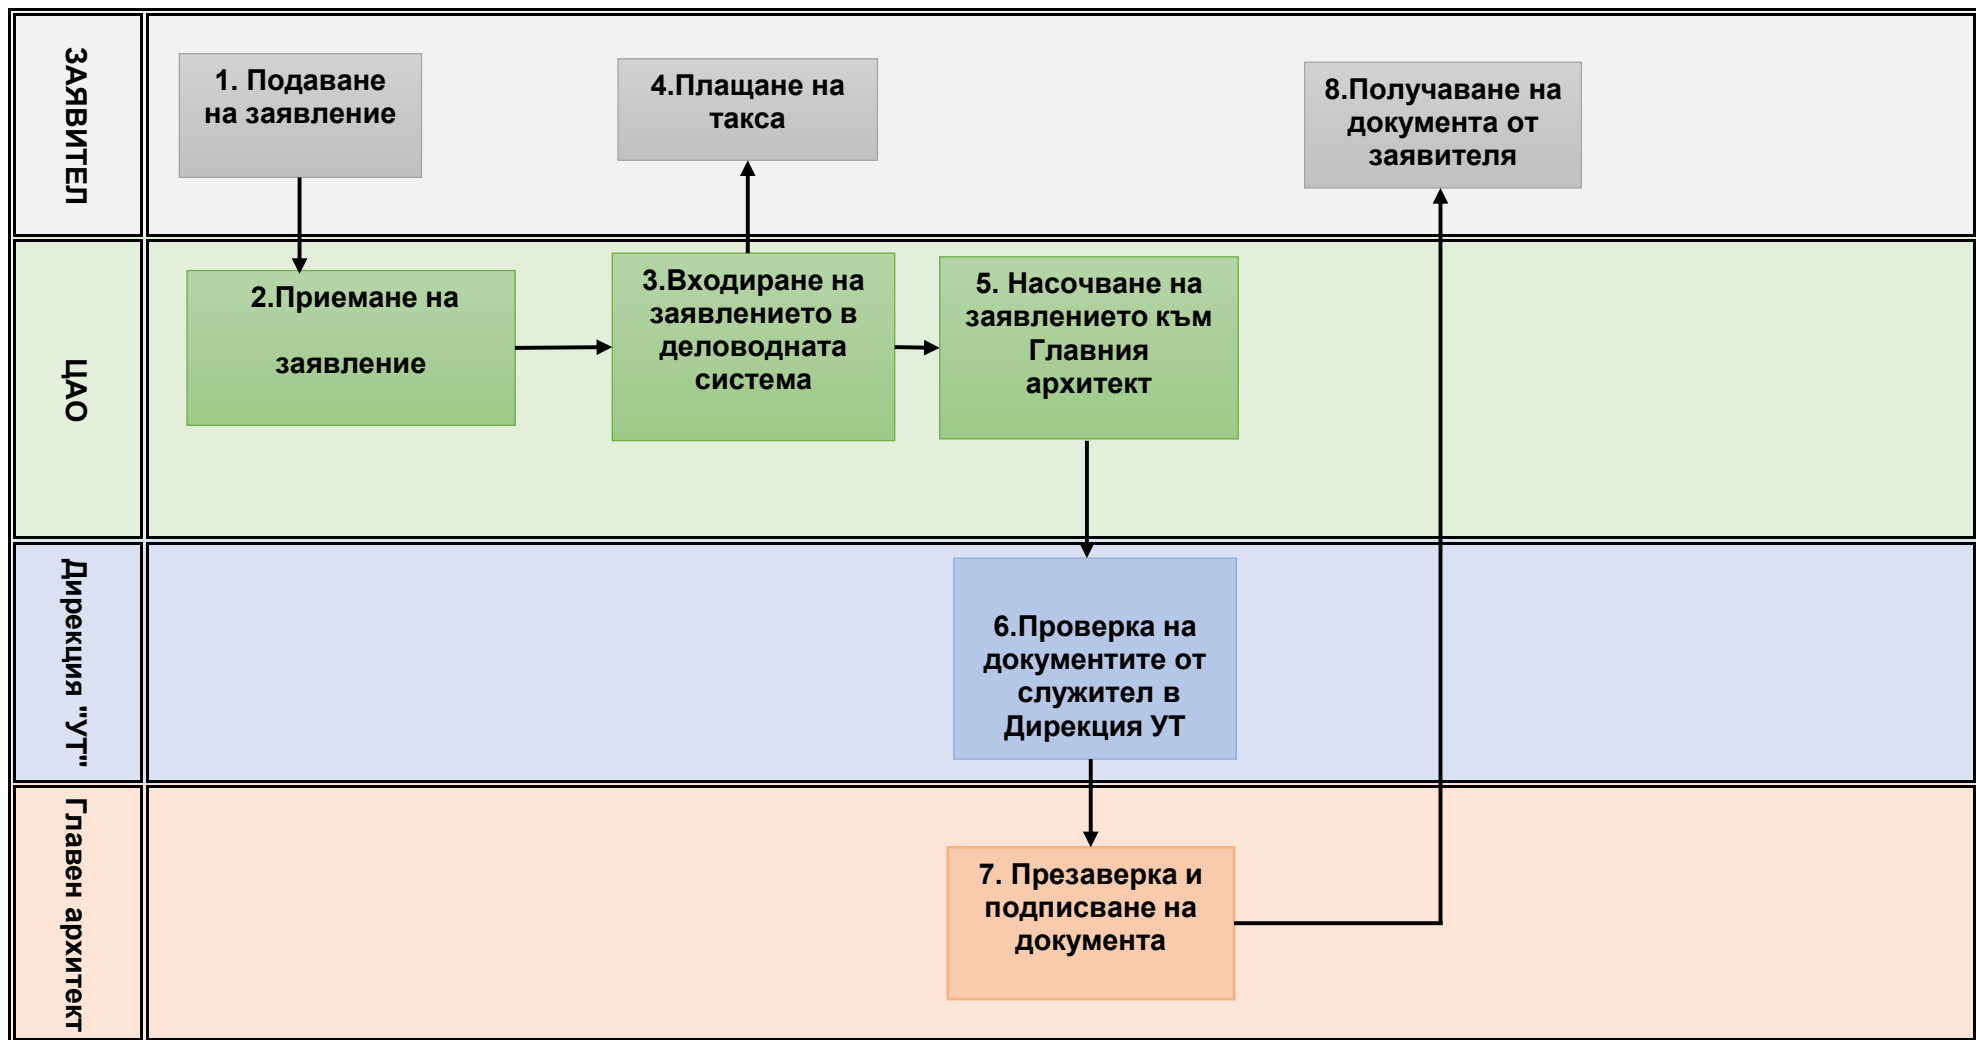 ЗАЯВИТЕЛ
1. Подаване
на заявление
4.Плащане на
такса
8.Получаване на
документа от
заявителя
ЦАО
2.Приемане на
заявление
3.Входиране на
заявлението в
деловодната
система
5. Насочване на
заявлението към
Главния
архитект
Дирекция "УТ"
6.Проверка на
документите от
служител в
Дирекция УТ
Главен архитект
7. Презаверка и
подписване на
документа